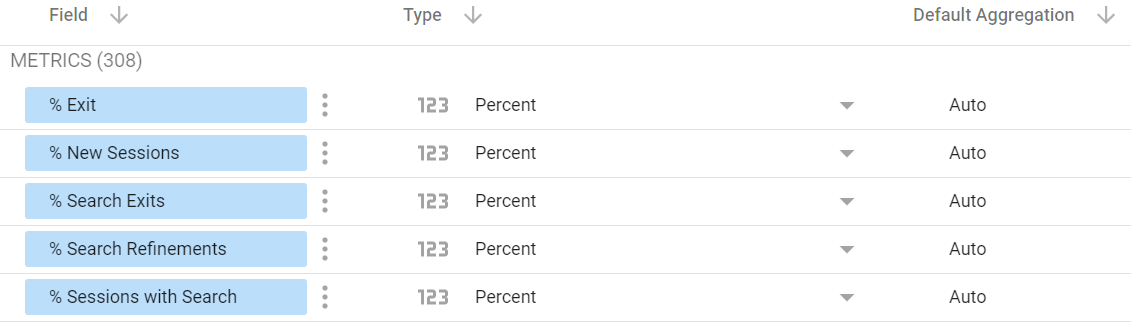 Field Type Default Aggregation
METRICS (308)
% Exit 123 Percent Auto
% New Sessions 123 Percent Auto
% Search Exits 123 Percent Auto
% Search Refinements 123 Percent Auto
% Sessions with Search 123 Percent Auto